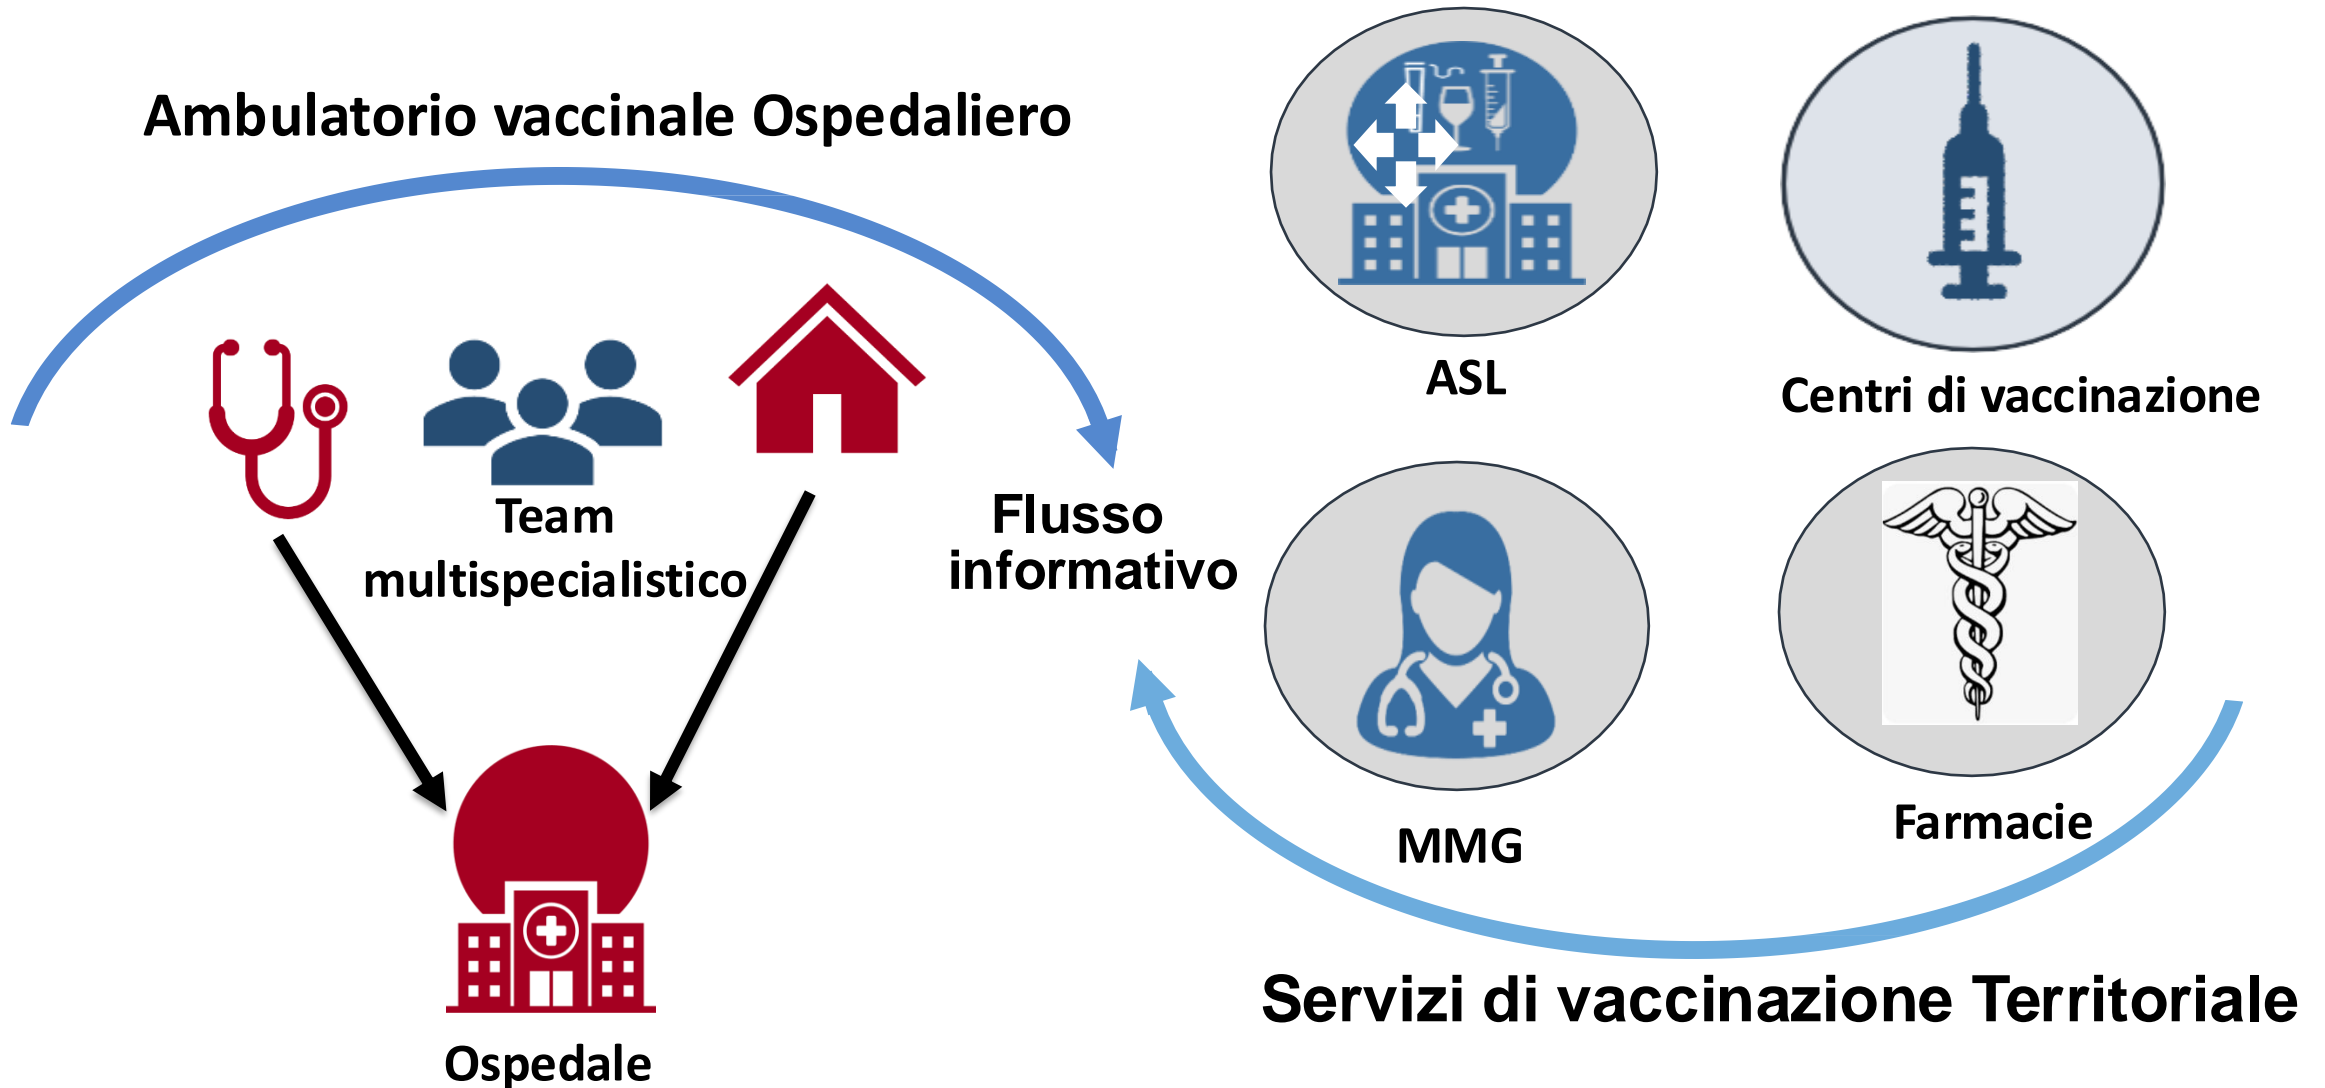 Ambulatorio vaccinale Ospedaliero
Team
multispecialistico
Ospedale
Flusso
informativo
ASL
Centri di vaccinazione
MMG
Farmacie
Servizi di vaccinazione Territoriale